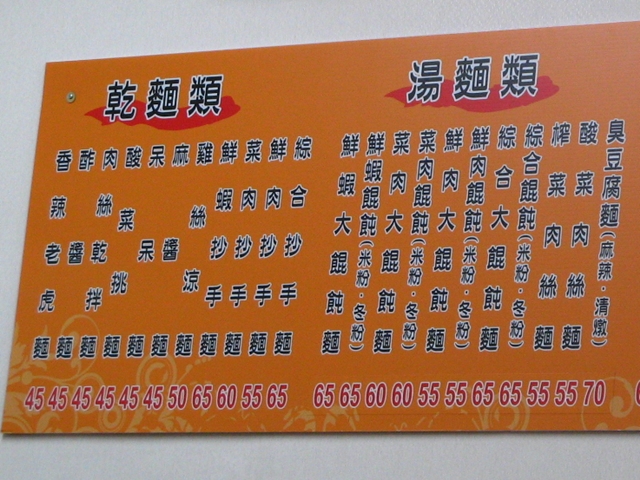 乾麵類
香辣老虎麵 45
酢醬麵 45
肉絲乾拌麵 45
酸菜挑麵 45
呆呆麵 45
麻醬麵 45
雞絲涼麵 50
鮮蝦抄手麵 65
菜肉抄手麵 60
鮮肉抄手麵 55
綜合抄手麵 65
湯麵類
鮮蝦大餛飩麵 65
鮮蝦餛飩(米粉·冬粉) 65
菜肉大餛飩麵 60
菜肉餛飩(米粉·冬粉) 60
鮮肉大餛飩麵 55
鮮肉餛飩(米粉·冬粉) 55
綜合大餛飩麵 65
綜合餛飩(米粉·冬粉) 65
榨菜肉絲麵 55
酸菜肉絲麵 55
臭豆腐麵(麻辣·清燉) 70